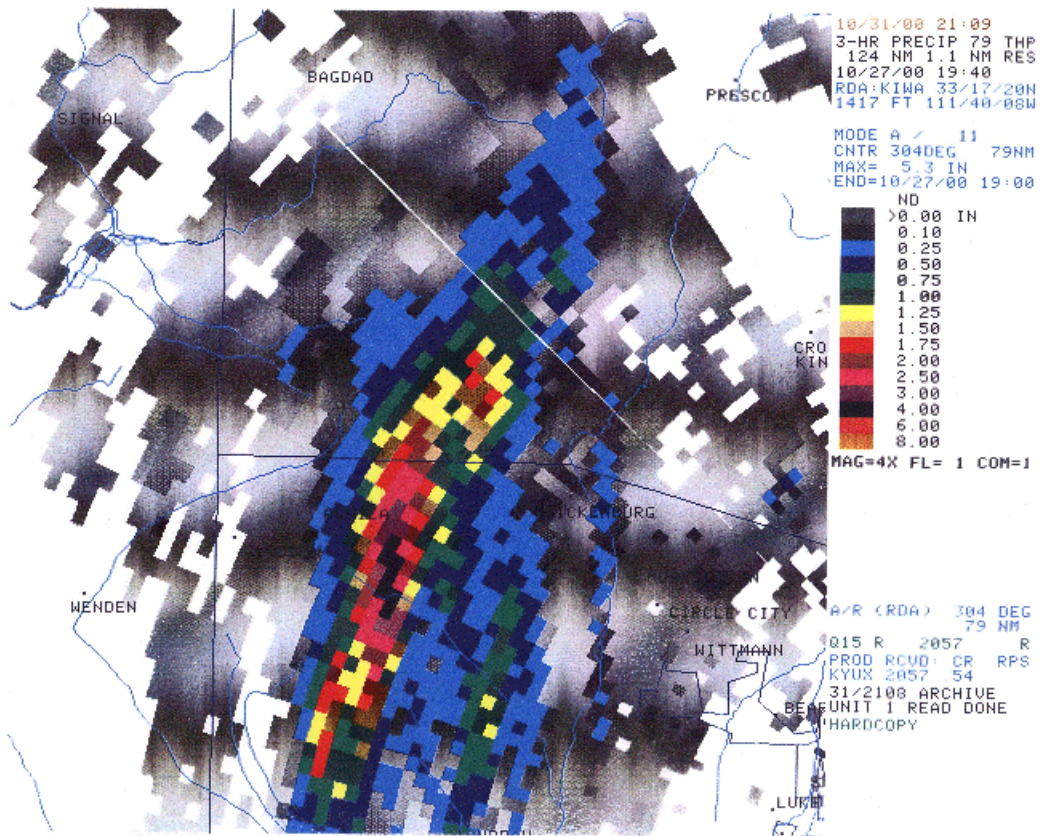 10/31/00 21:09
3-HR PRECIP 79 THP
124 NM 1.1 NM RES
10/27/00 19:40
RDA:KIWA 33/17/20N
1417 FT 111/40/08W
MODE A / 11
CNTR 304DEG 79NM
MAX= 5.3 IN
END=10/27/00 19:00
ND
>0.00 IN
0.10
0.25
0.50
0.75
1.00
1.25
1.50
1.75
2.00
2.50
3.00
4.00
6.00
8.00
MAG=4X FL= 1 COM=1
A/R (RDA) 304 DEG
79 NM
Q15 R 2057 R
PROD RCVD: CR RPS
KYUX 2057 .54
31/2108 ARCHIVE
UNIT 1 READ DONE
HARDCOPY
BAGDAD
PRESCOTT
SIGNAL
CRO
KIN
WENDEN
CIRCLE CITY
WITTMANN
LUKE